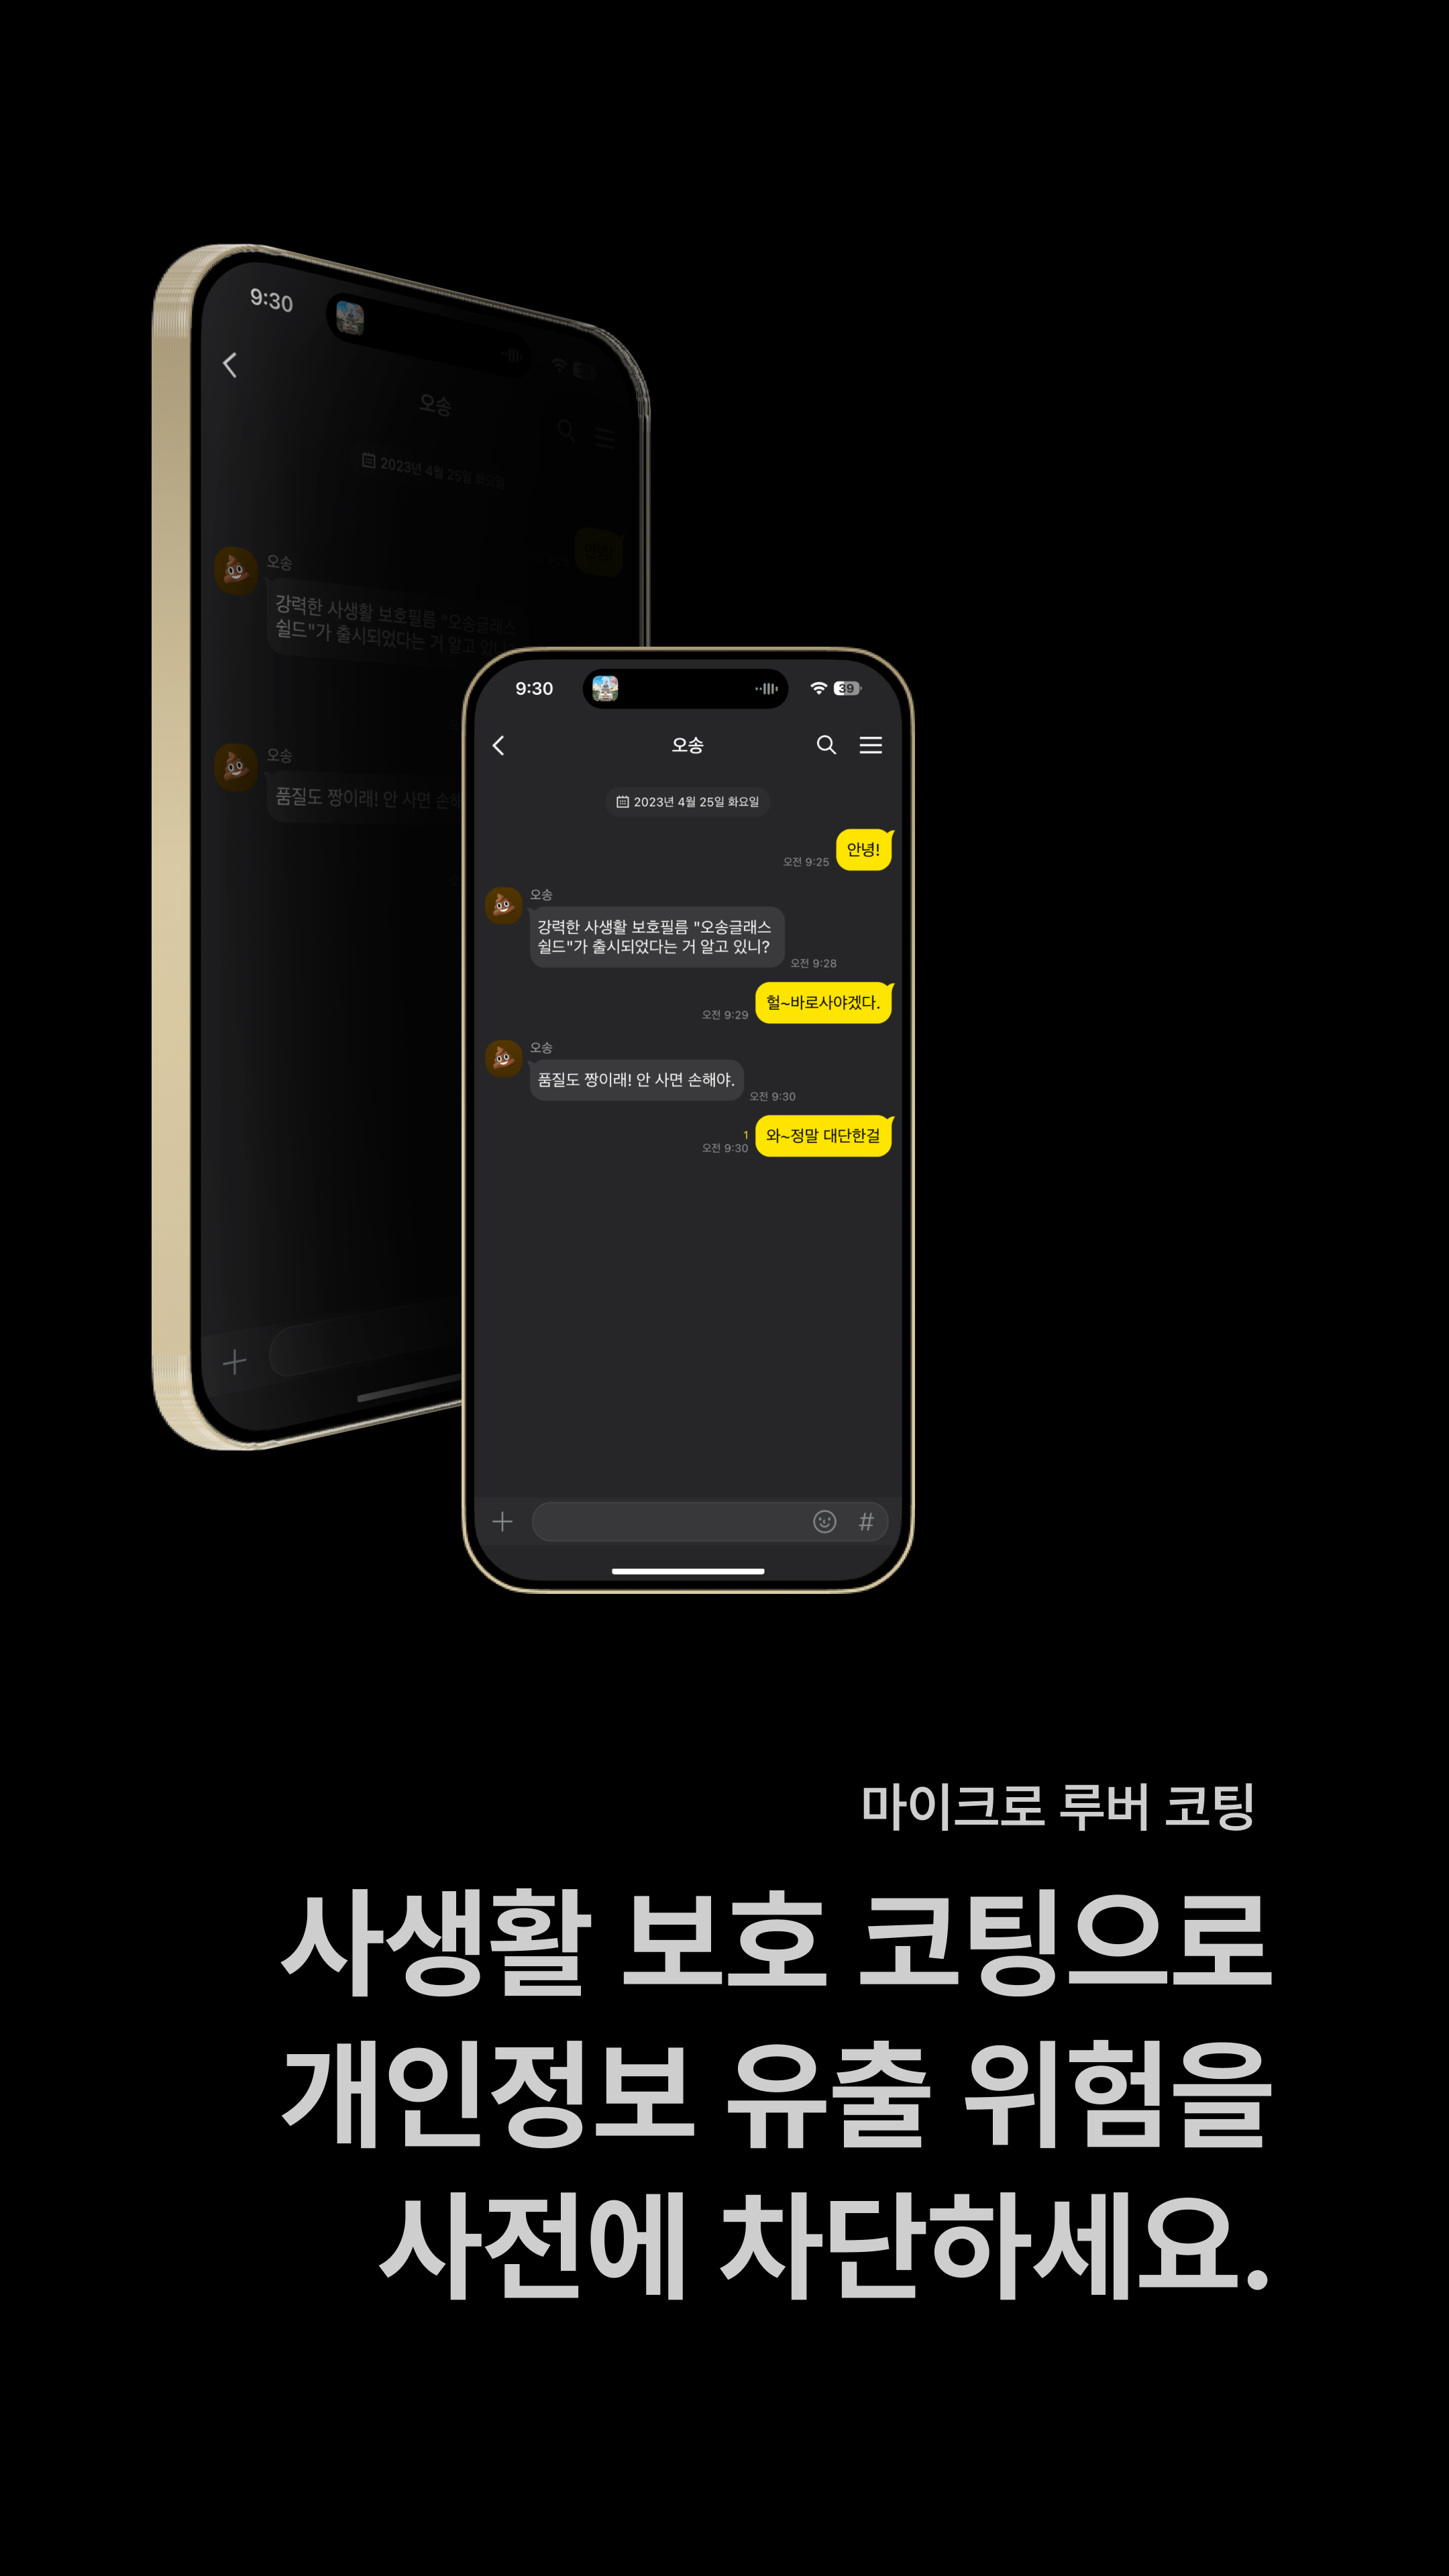 9:30
오송
2023년 4월 25일 화요일
안녕!
오송
강력한 사생활 보호필름 "오송글래스
쉴드"가 출시되었다는 거 알고 있니
오송
품질도 짱이래! 안 사면 손해
9:30
39
오송
2023년 4월 25일 화요일
안녕!
오전 9:25
오송
강력한 사생활 보호필름 "오송글래스
쉴드"가 출시되었다는 거 알고 있니?
오전 9:28
헐~바로사야겠다.
오전 9:29
오송
품질도 짱이래! 안 사면 손해야.
오전 9:30
와~정말 대단한걸
1
오전 9:30
#
마이크로 루버 코팅
사생활 보호 코팅으로
개인정보 유출 위험을
사전에 차단하세요.